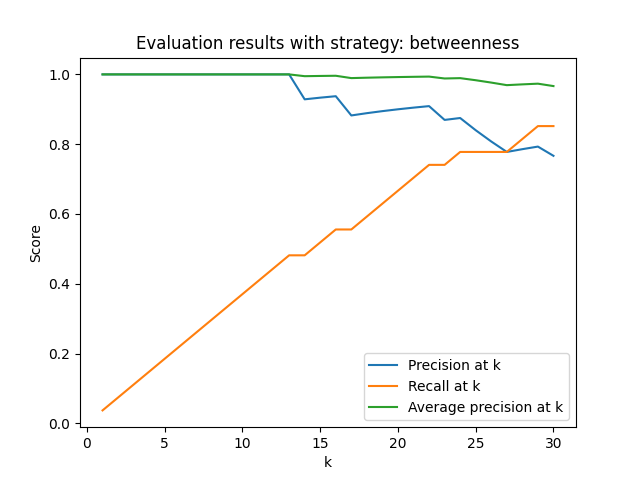 Evaluation results with strategy: betweenness
1.0
0.8
0.6
0.4
0.2
0.0
Score
0
5
10
15
20
25
30
k
Precision at k
Recall at k
Average precision at k